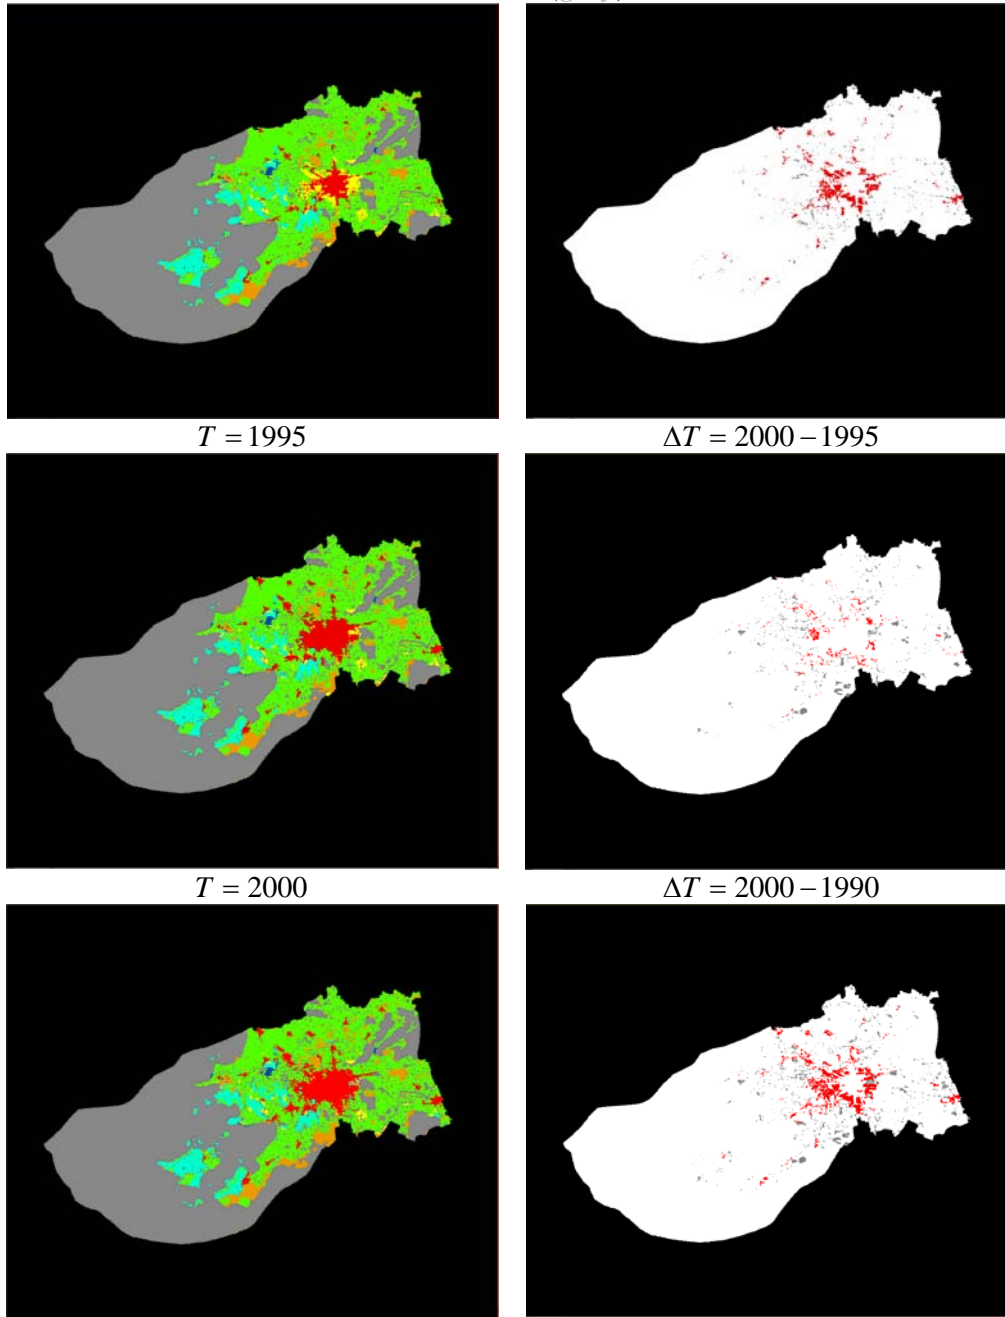 T = 1995
ΔT = 2000 – 1995
T = 2000
ΔT = 2000 – 1990